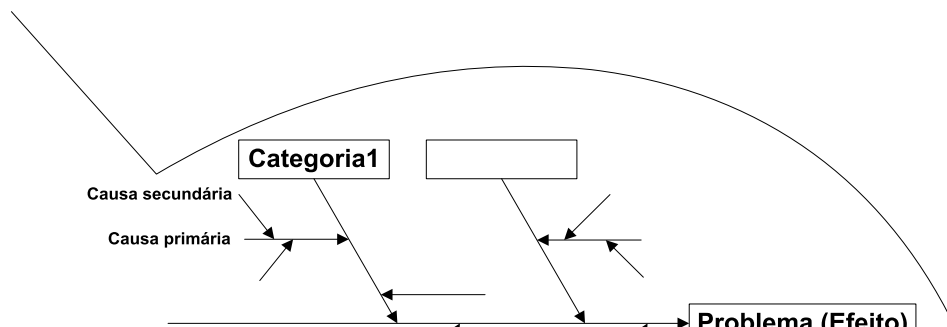 Categoria1
Causa secundária
Causa primária
Problema (Efeito)